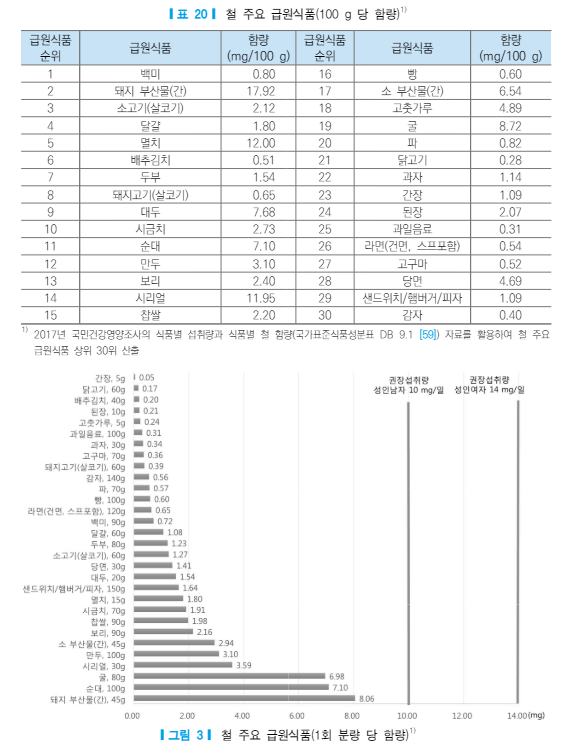 ❙표 20❙ 철 주요 급원식품(100 g 당 함량)1)
급원식품 순위 급원식품 함량 (mg/100 g) 급원식품 순위 급원식품 함량 (mg/100 g)
1 백미 0.80 16 빵 0.60
2 돼지 부산물(간) 17.92 17 소 부산물(간) 6.54
3 소고기(살코기) 2.12 18 고춧가루 4.89
4 달걀 1.80 19 굴 8.72
5 멸치 12.00 20 파 0.82
6 배추김치 0.51 21 닭고기 0.28
7 두부 1.54 22 과자 1.14
8 돼지고기(살코기) 0.65 23 간장 1.09
9 대두 7.68 24 된장 2.07
10 시금치 2.73 25 과일음료 0.31
11 순대 7.10 26 라면(건면, 스프포함) 0.54
12 만두 3.10 27 고구마 0.52
13 보리 2.40 28 당면 4.69
14 시리얼 11.95 29 샌드위치/햄버거/피자 1.09
15 찹쌀 2.20 30 감자 0.40
1) 2017년 국민건강영양조사의 식품별 섭취량과 식품별 철 함량(국가표준식품성분표 DB 9.1 [59]) 자료를 활용하여 철 주요
급원식품 상위 30위 산출
권장섭취량 권장섭취량
성인남자 10 mg/일 성인여자 14 mg/일
간장, 5g 0.05
닭고기, 60g 0.17
배추김치, 40g 0.20
된장, 10g 0.21
고춧가루, 5g 0.24
과일음료, 100g 0.31
과자, 30g 0.34
고구마, 70g 0.36
돼지고기(살코기), 60g 0.39
감자, 140g 0.56
파, 70g 0.57
빵, 100g 0.60
라면(건면, 스프포함), 120g 0.65
백미, 90g 0.72
달걀, 60g 1.08
두부, 80g 1.23
소고기(살코기), 60g 1.27
당면, 30g 1.41
대두, 20g 1.54
샌드위치/햄버거/피자, 150g 1.64
멸치, 15g 1.80
시금치, 70g 1.91
찹쌀, 90g 1.98
보리, 90g 2.16
소 부산물(간), 45g 2.94
만두, 100g 3.10
시리얼, 30g 3.59
굴, 80g 6.98
순대, 100g 7.10
돼지 부산물(간), 45g 8.06
0.00 2.00 4.00 6.00 8.00 10.00 12.00 14.00 (mg)
❙그림 3❙ 철 주요 급원식품(1회 분량 당 함량)1)